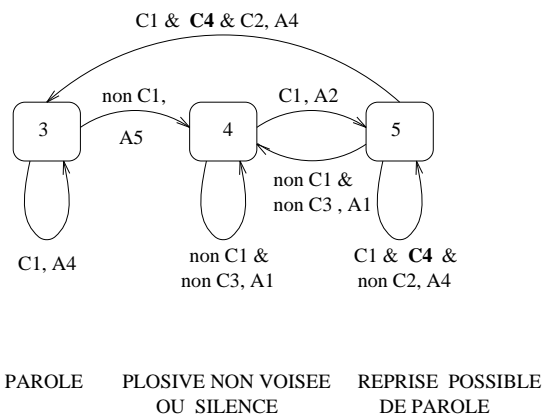 C1 & C4 & C2, A4
non C1,
A5
C1, A2
3
4
5
non C1 &
non C3 , A1
C1, A4
non C1 &
non C3, A1
C1 & C4 &
non C2, A4
PAROLE
PLOSIVE NON VOISEE
OU SILENCE
REPRISE POSSIBLE
DE PAROLE